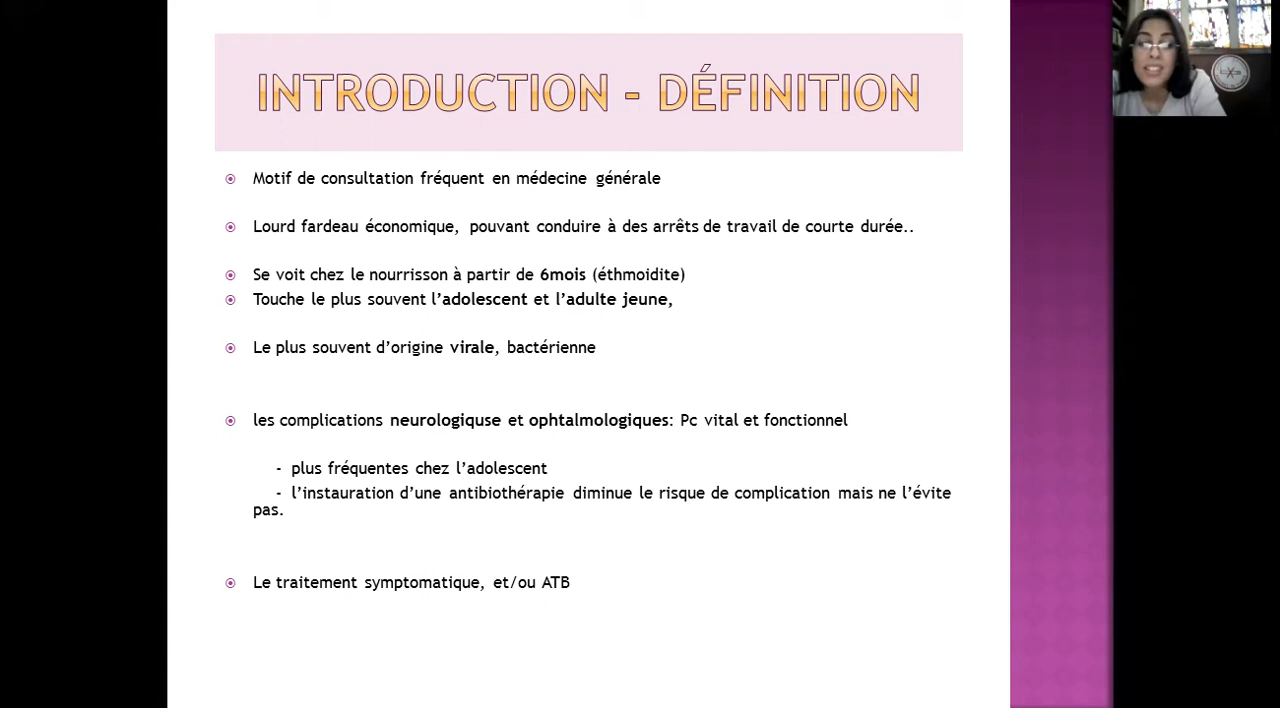 INTRODUCTION - DÉFINITION
Motif de consultation fréquent en médecine générale
Lourd fardeau économique, pouvant conduire à des arrêts de travail de courte durée..
Se voit chez le nourrisson à partir de 6mois (éthmoidite)
Touche le plus souvent l'adolescent et l'adulte jeune,
Le plus souvent d'origine virale, bactérienne
les complications neurologiquse et ophtalmologiques: Pc vital et fonctionnel
- plus fréquentes chez l'adolescent
- l'instauration d'une antibiothérapie diminue le risque de complication mais ne l'évite
pas.
Le traitement symptomatique, et/ou ATB